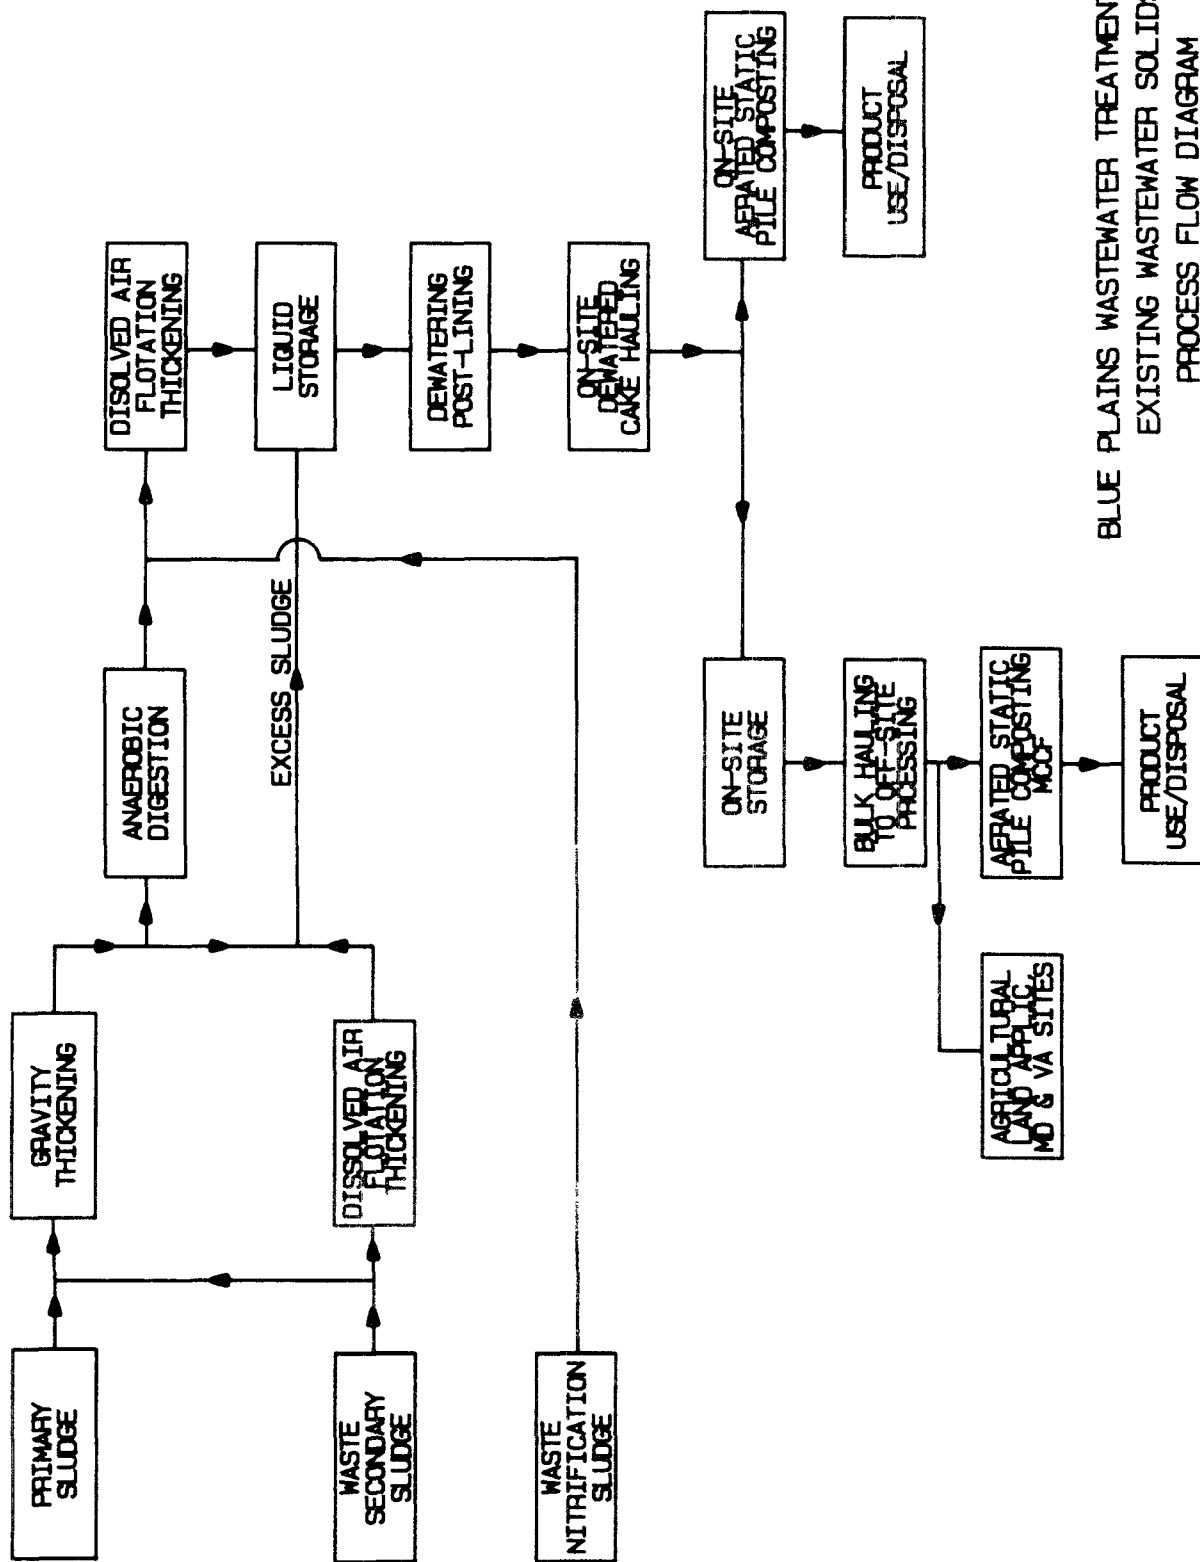 PRIMARY
SLUDGE
GRAVITY
THICKENING
WASTE
SECONDARY
SLUDGE
DISSOLVED AIR
FLOTATION
THICKENING
WASTE
NITRIFICATION
SLUDGE
ANAEROBIC
DIGESTION
EXCESS SLUDGE
DISOLVED AIR
FLOTATION
THICKENING
LIQUID
STORAGE
DEWATERING
POST-LINING
ON-SITE
DEWATERED
CAKE HAULING
ON-SITE
AERATED STATIC
PILE COMPOSTING
PRODUCT
USE/DISPOSAL
ON-SITE
STORAGE
BULK HAULING
TO OFF-SITE
PRCESSING
AERATED STATIC
PILE COMPOSTING
MCCF
PRODUCT
USE/DISPOSAL
AGRICULTURAL
LAND APPLIC,
MD & VA SITES
BLUE PLAINS WASTEWATER TREATMENT
EXISTING WASTEWATER SOLIDS
PROCESS FLOW DIAGRAM